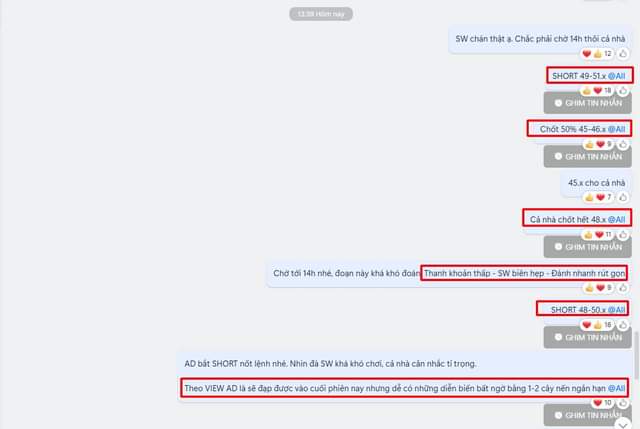 13:39 Hôm nay
SW chán thật ạ. Chắc phải chờ 14h thôi cả nhà
12
SHORT 49-51.x @All
18
GHIM TIN NHẮN
Chốt 50% 45-46.x @All
9
GHIM TIN NHẮN
45.x cho cả nhà
7
Cả nhà chốt hết 48.x @All
11
GHIM TIN NHẮN
Chờ tới 14h nhé, đoạn này khá khó đoán. Thanh khoản thấp - SW biên hẹp - Đánh nhanh rút gọn
9
SHORT 48-50.x @All
16
GHIM TIN NHẮN
AD bắt SHORT nốt lệnh nhé. Nhìn đà SW khá khó chơi, cả nhà cân nhắc tỉ trọng.
Theo VIEW AD là sẽ đạp được vào cuối phiên nay nhưng dễ có những diễn biến bất ngờ bằng 1-2 cây nến ngắn hạn @All
10
GHIM TIN NHẮN